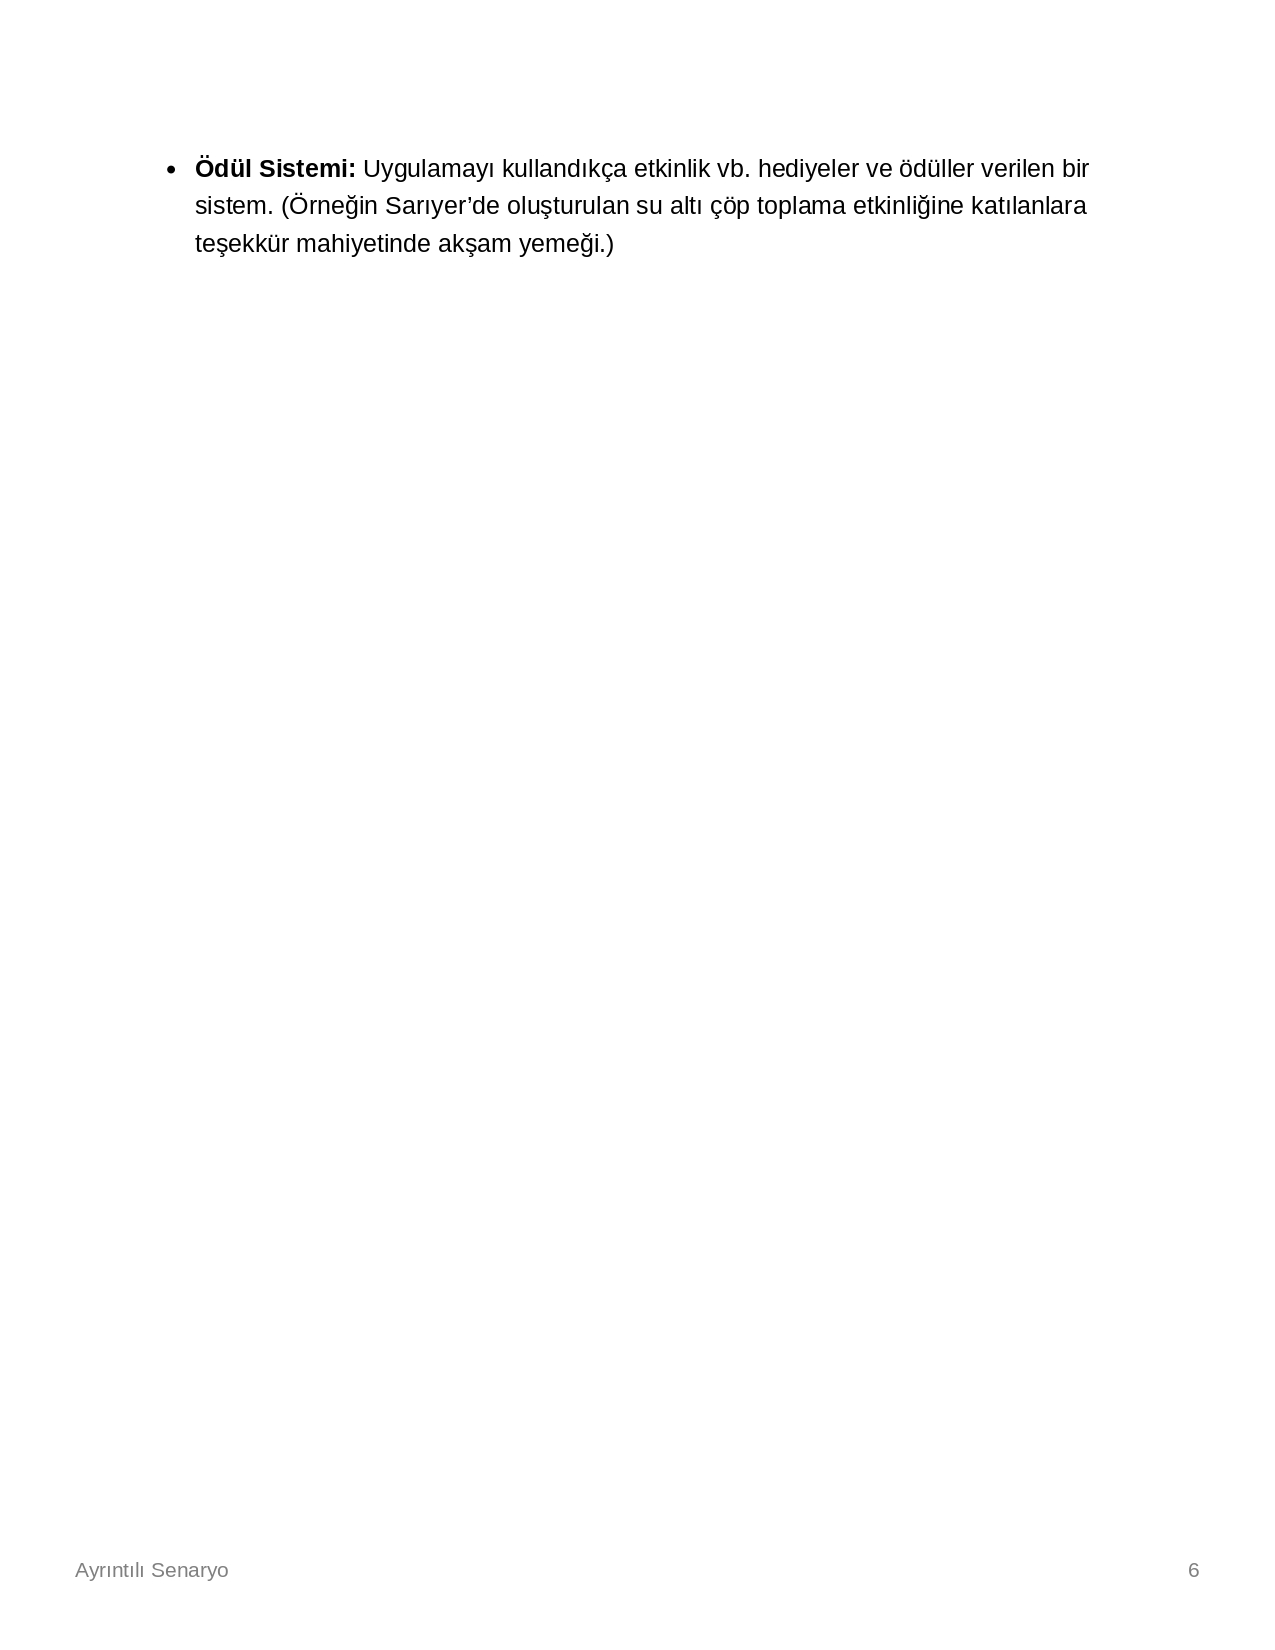 • Ödül Sistemi: Uygulamayı kullandıkça etkinlik vb. hediyeler ve ödüller verilen bir
sistem. (Örneğin Sarıyer’de oluşturulan su altı çöp toplama etkinliğine katılanlara
teşekkür mahiyetinde akşam yemeği.)
Ayrıntılı Senaryo 6